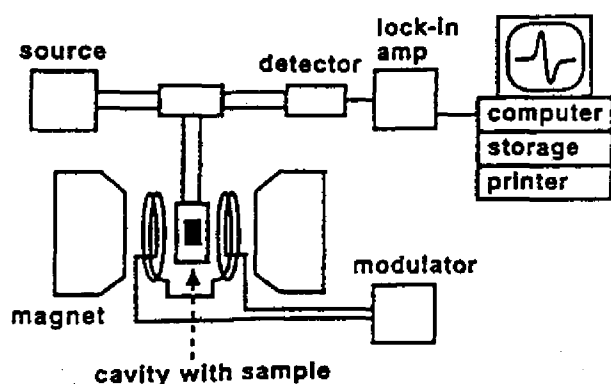 source
detector
lock-in
amp
computer
storage
printer
magnet
modulator
cavity with sample